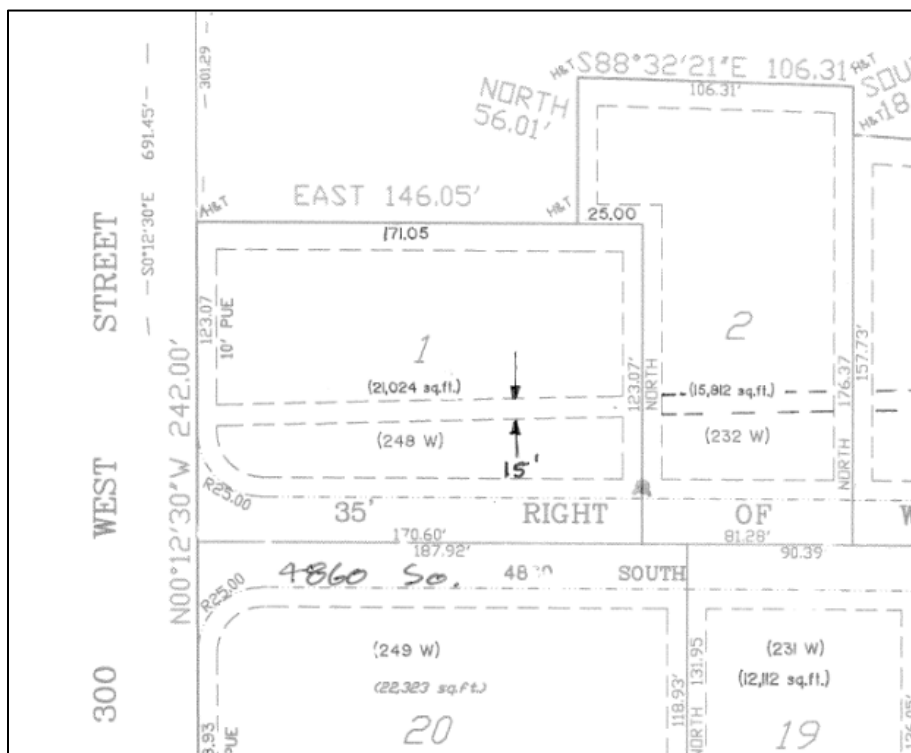 S88°32'21"E 106.31'
106.31'
H&T
H&T
NORTH
56.01'
H&T
301.29
S0°12'30"E 691.45'
EAST 146.05'
H&T
H&T
25.00
171.05
STREET
WEST
300
N00°12'30"W 242.00'
123.07
10' PUE
1
(21,024 sq.ft.)
(248 W)
15'
123.07'
NORTH
2
(15,812 sq.ft.)
(232 W)
NORTH 176.37
157.73'
R25.00
35' RIGHT OF
170.60'
187.92'
81.28'
90.39
4860 So.
SOUTH
R25.00
(249 W)
(22,323 sq.ft.)
20
118.93'
NORTH 131.95
(231 W)
(12,112 sq.ft.)
19
PUE